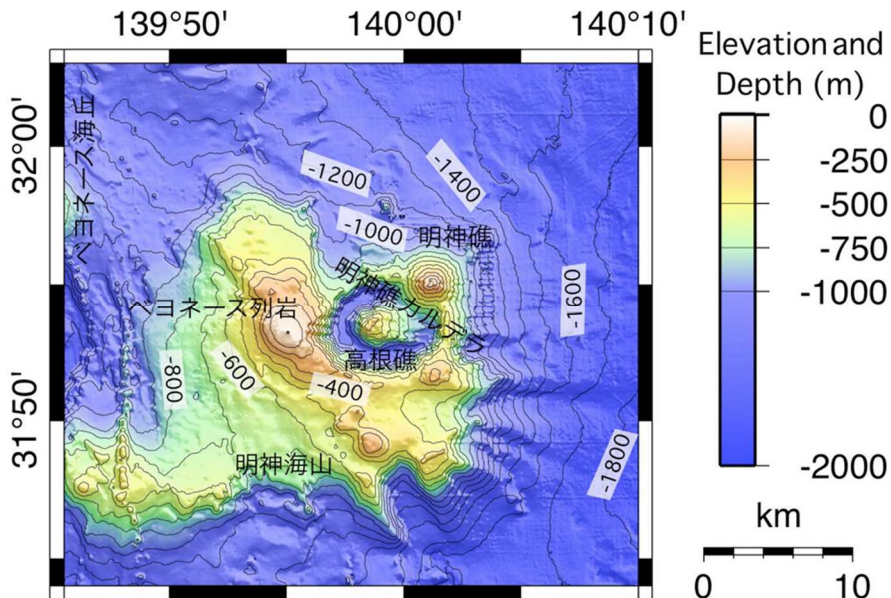 139°50' 140°00' 140°10'
Elevation and
Depth (m)
0
-250
-500
-750
-1000
-2000
km
0 10
32°00'
31°50'
ベヨネース海丘
-1200
-1400
-1000
明神礁
明神礁カルデラ
-1600
ベヨネース列岩
高根礁
-800
-600
-400
明神海山
-1800